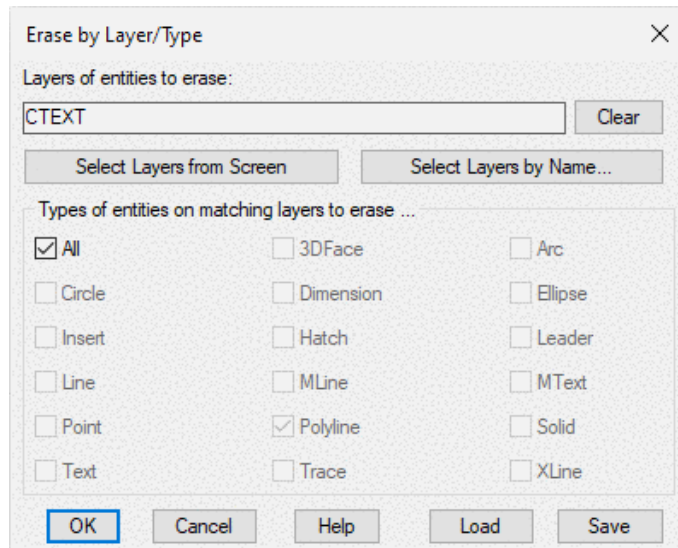 Erase by Layer/Type
Layers of entities to erase:
CTEXT
Clear
Select Layers from Screen
Select Layers by Name...
Types of entities on matching layers to erase ...
All
3DFace
Arc
Circle
Dimension
Ellipse
Insert
Hatch
Leader
Line
MLine
MText
Point
Polyline
Solid
Text
Trace
XLine
OK
Cancel
Help
Load
Save